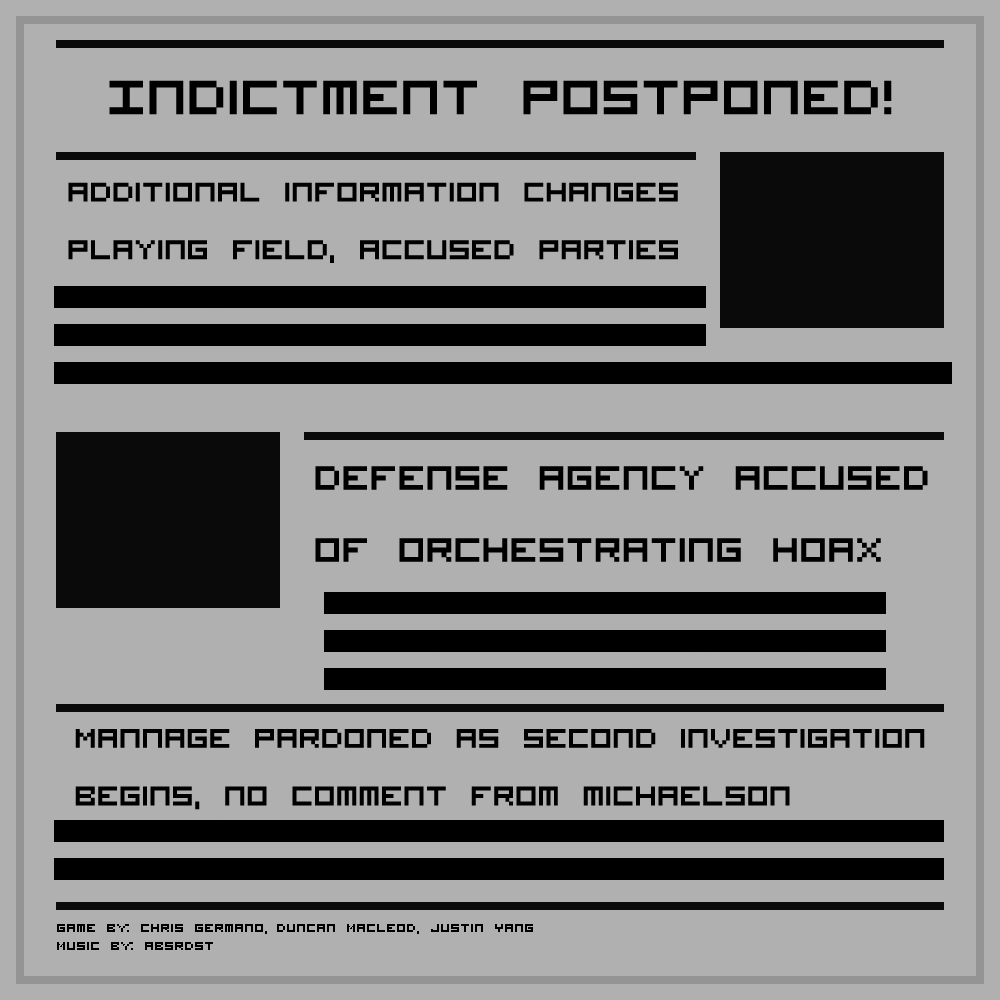 INDICTMENT POSTPONED!
ADDITIONAL INFORMATION CHANGES
PLAYING FIELD, ACCUSED PARTIES
DEFENSE AGENCY ACCUSED
OF ORCHESTRATING HOAX
MANNAGE PARDONED AS SECOND INVESTIGATION
BEGINS, NO COMMENT FROM MICHAELSON
GAME BY: CHRIS GERMANO, DUNCAN MACLEOD, JUSTIN YANG
MUSIC BY: ABSRDST